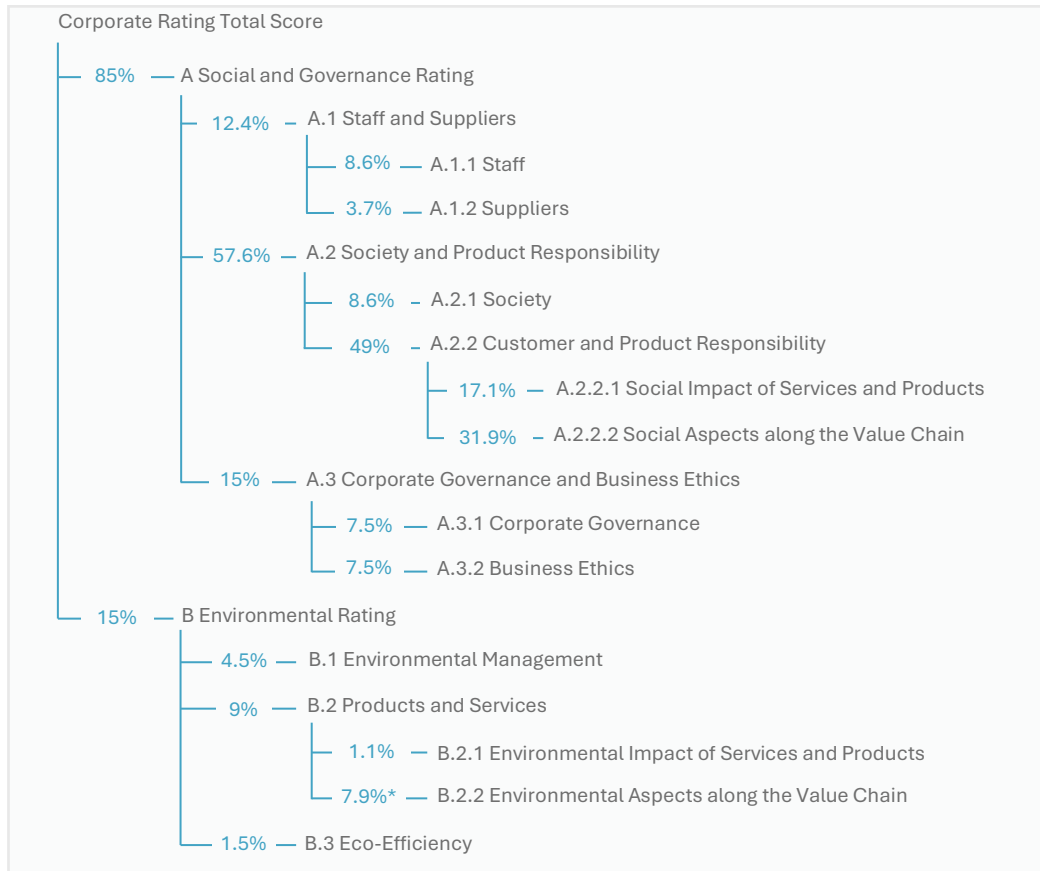 Corporate Rating Total Score
85% A Social and Governance Rating
12.4% A.1 Staff and Suppliers
8.6% A.1.1 Staff
3.7% A.1.2 Suppliers
57.6% A.2 Society and Product Responsibility
8.6% A.2.1 Society
49% A.2.2 Customer and Product Responsibility
17.1% A.2.2.1 Social Impact of Services and Products
31.9% A.2.2.2 Social Aspects along the Value Chain
15% A.3 Corporate Governance and Business Ethics
7.5% A.3.1 Corporate Governance
7.5% A.3.2 Business Ethics
15% B Environmental Rating
4.5% B.1 Environmental Management
9% B.2 Products and Services
1.1% B.2.1 Environmental Impact of Services and Products
7.9%* B.2.2 Environmental Aspects along the Value Chain
1.5% B.3 Eco-Efficiency